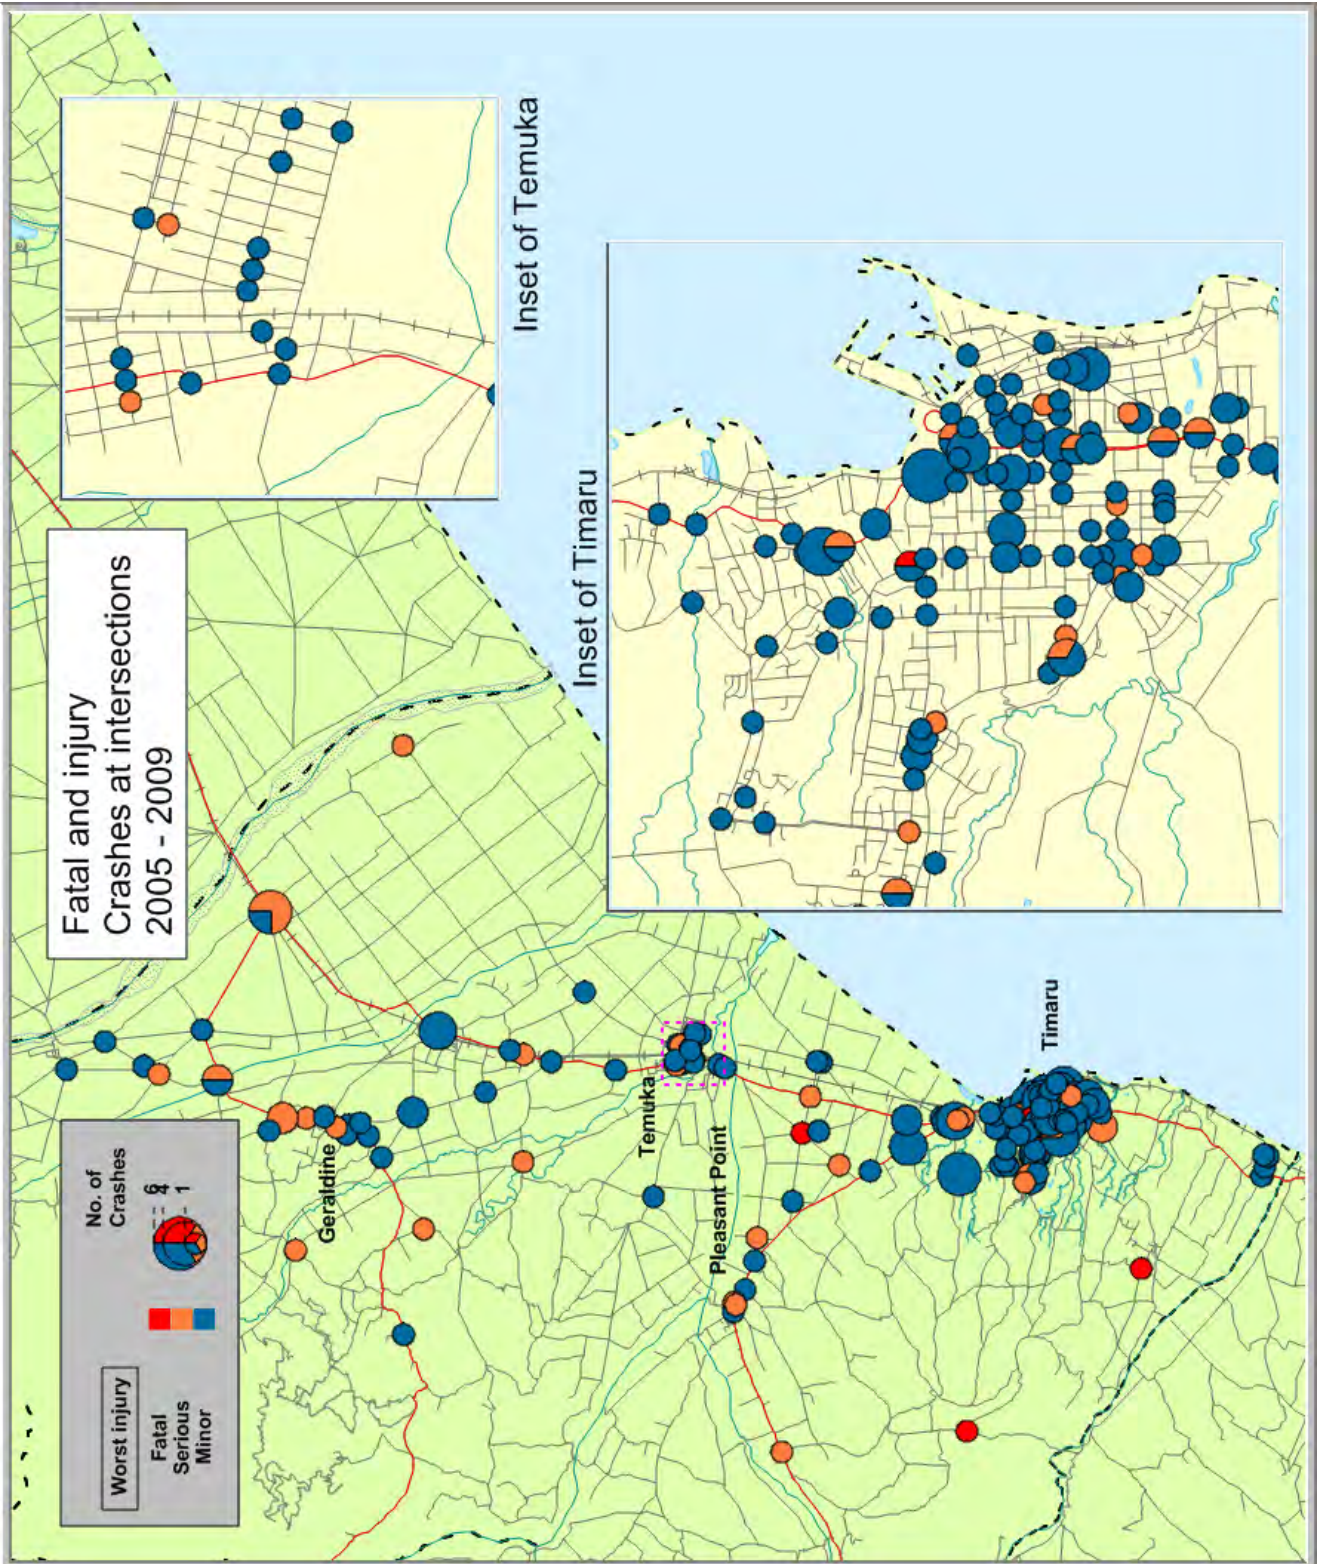 Fatal and injury
Crashes at intersections
2005 - 2009
Inset of Temuka
Inset of Timaru
Worst injury
Fatal
Serious
Minor
No. of
Crashes
6
4
1
Geraldine
Temuka
Pleasant Point
Timaru